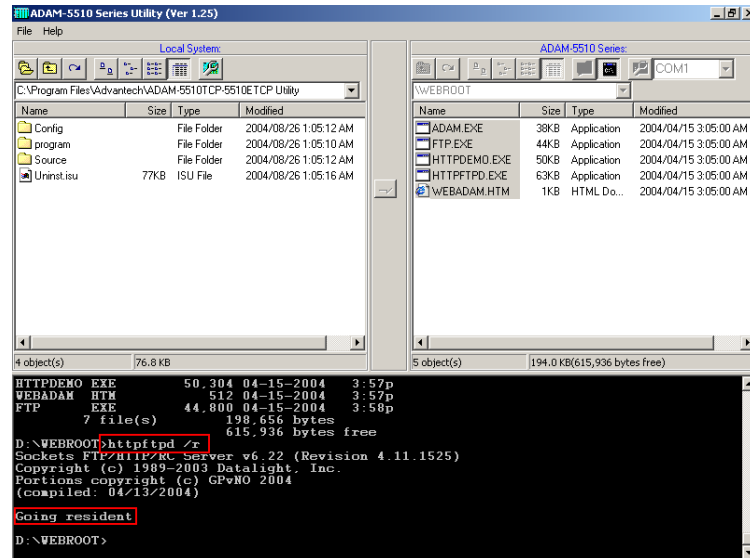 ADAM-5510 Series Utility (Ver 1.25)
File Help
Local System:
C:\Program Files\Advantech\ADAM-5510TCP-5510ETCP Utility
Name Size Type Modified
Config File Folder 2004/08/26 1:05:12 AM
program File Folder 2004/08/26 1:05:10 AM
Source File Folder 2004/08/26 1:05:12 AM
Uninst.isu 77KB ISU File 2004/08/26 1:05:16 AM
4 object(s) 76.8 KB
ADAM-5510 Series:
COM1
\WEBROOT
Name Size Type Modified
ADAM.EXE 38KB Application 2004/04/15 3:05:00 AM
FTP.EXE 44KB Application 2004/04/15 3:05:00 AM
HTTPDEMO.EXE 50KB Application 2004/04/15 3:05:00 AM
HTTPFTPD.EXE 63KB Application 2004/04/15 3:05:00 AM
WEBADAM.HTM 1KB HTML Do... 2004/04/15 3:05:00 AM
5 object(s) 194.0 KB(615,936 bytes free)
HTTPDEMO EXE 50,304 04-15-2004 3:57p
WEBADAM HTM 512 04-15-2004 3:57p
FTP EXE 44,800 04-15-2004 3:58p
7 file(s) 198,656 bytes
615,936 bytes free
D:\WEBROOT>httpftpd /r
Sockets FTP/HTTP/RC Server v6.22 (Revision 4.11.1525)
Copyright (c) 1989-2003 Datalight, Inc.
Portions copyright (c) GPvNO 2004
(compiled: 04/13/2004)
Going resident
D:\WEBROOT>